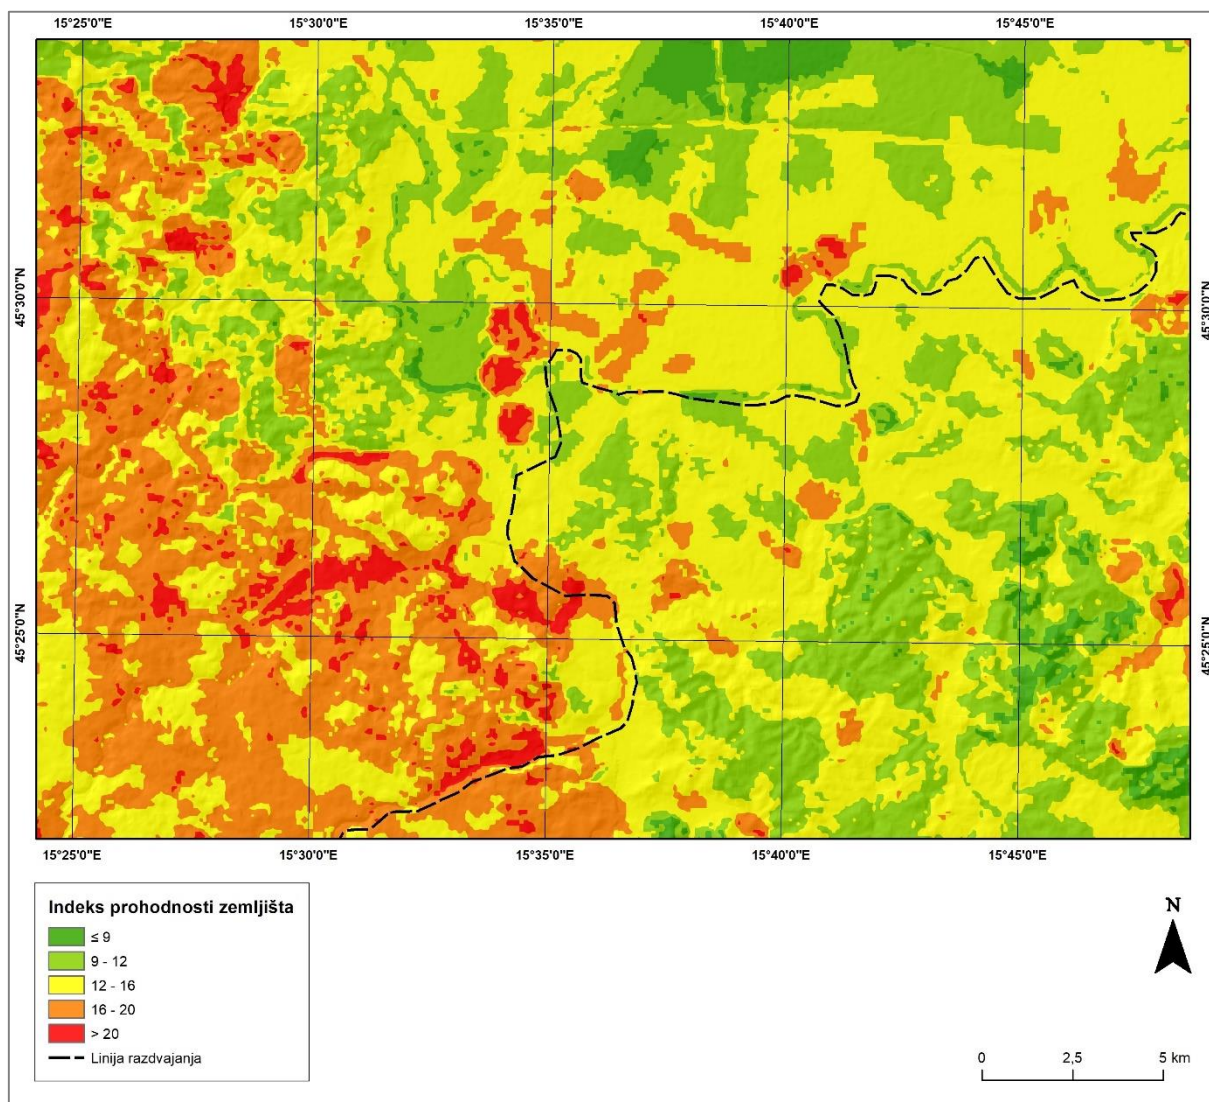 15°25'0"E 15°30'0"E 15°35'0"E 15°40'0"E 15°45'0"E
45°30'0"N 45°30'0"N
45°25'0"N 45°25'0"N
15°25'0"E 15°30'0"E 15°35'0"E 15°40'0"E 15°45'0"E
Indeks prohodnosti zemljišta
≤ 9
9 - 12
12 - 16
16 - 20
> 20
Linija razdvajanja
N
0 2,5 5 km